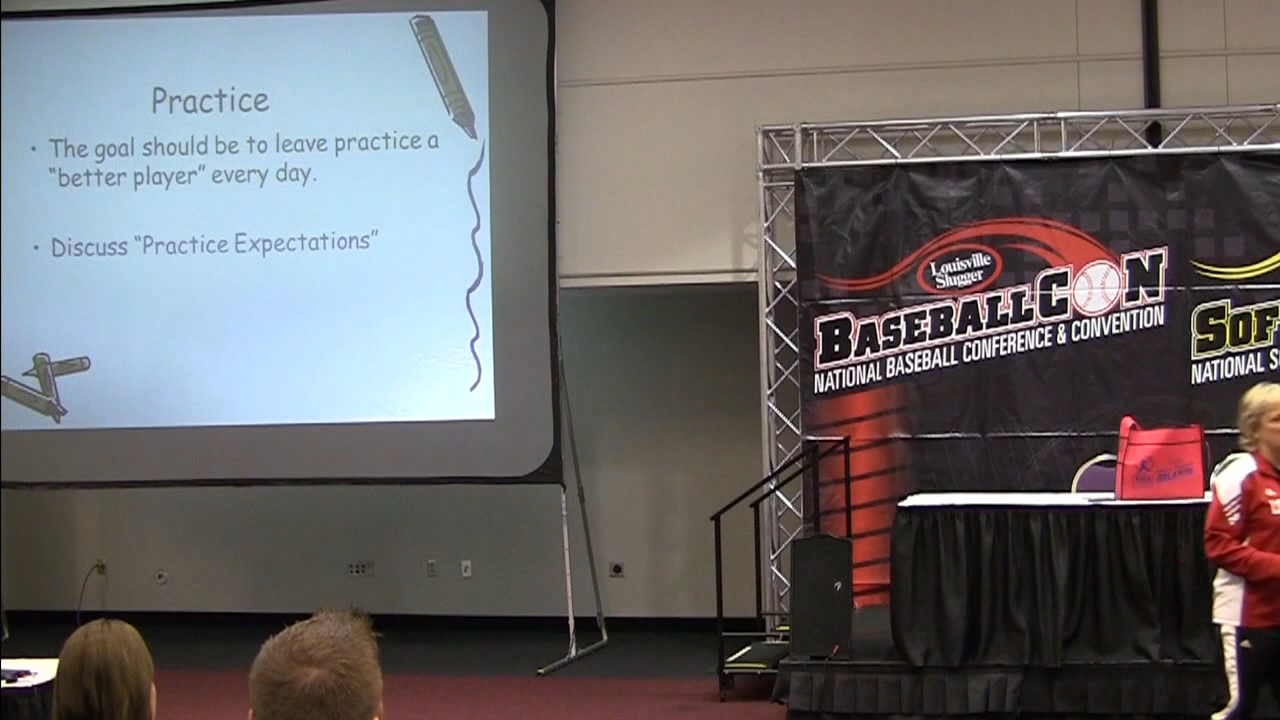 Practice
• The goal should be to leave practice a
"better player" every day.
• Discuss "Practice Expectations"
Louisville
Slugger
BASEBALLCON
NATIONAL BASEBALL CONFERENCE & CONVENTION
SOF
NATIONAL S
ORLANDO